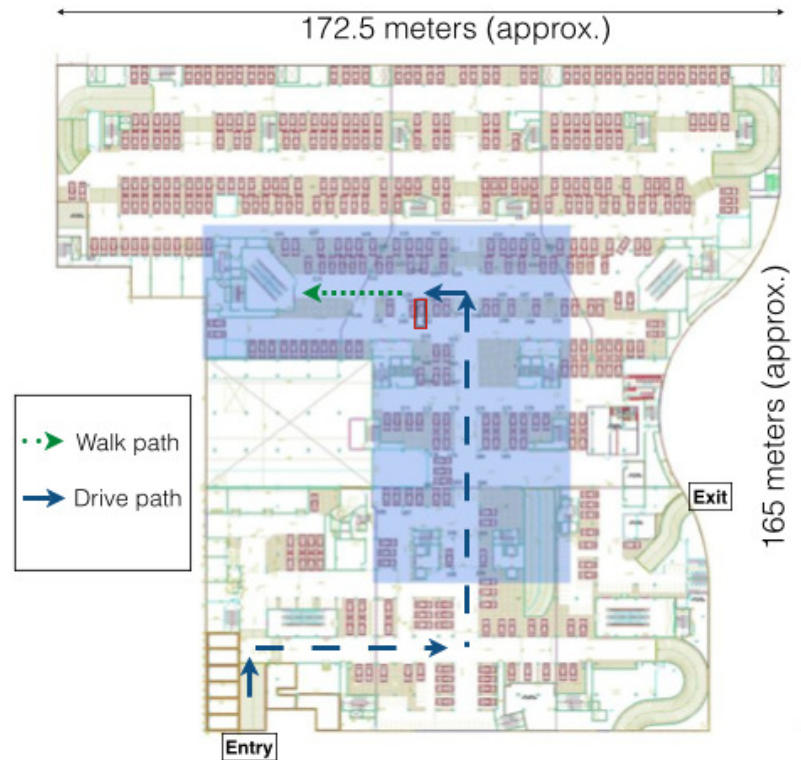 172.5 meters (approx.)
165 meters (approx.)
Walk path
Drive path
Exit
Entry